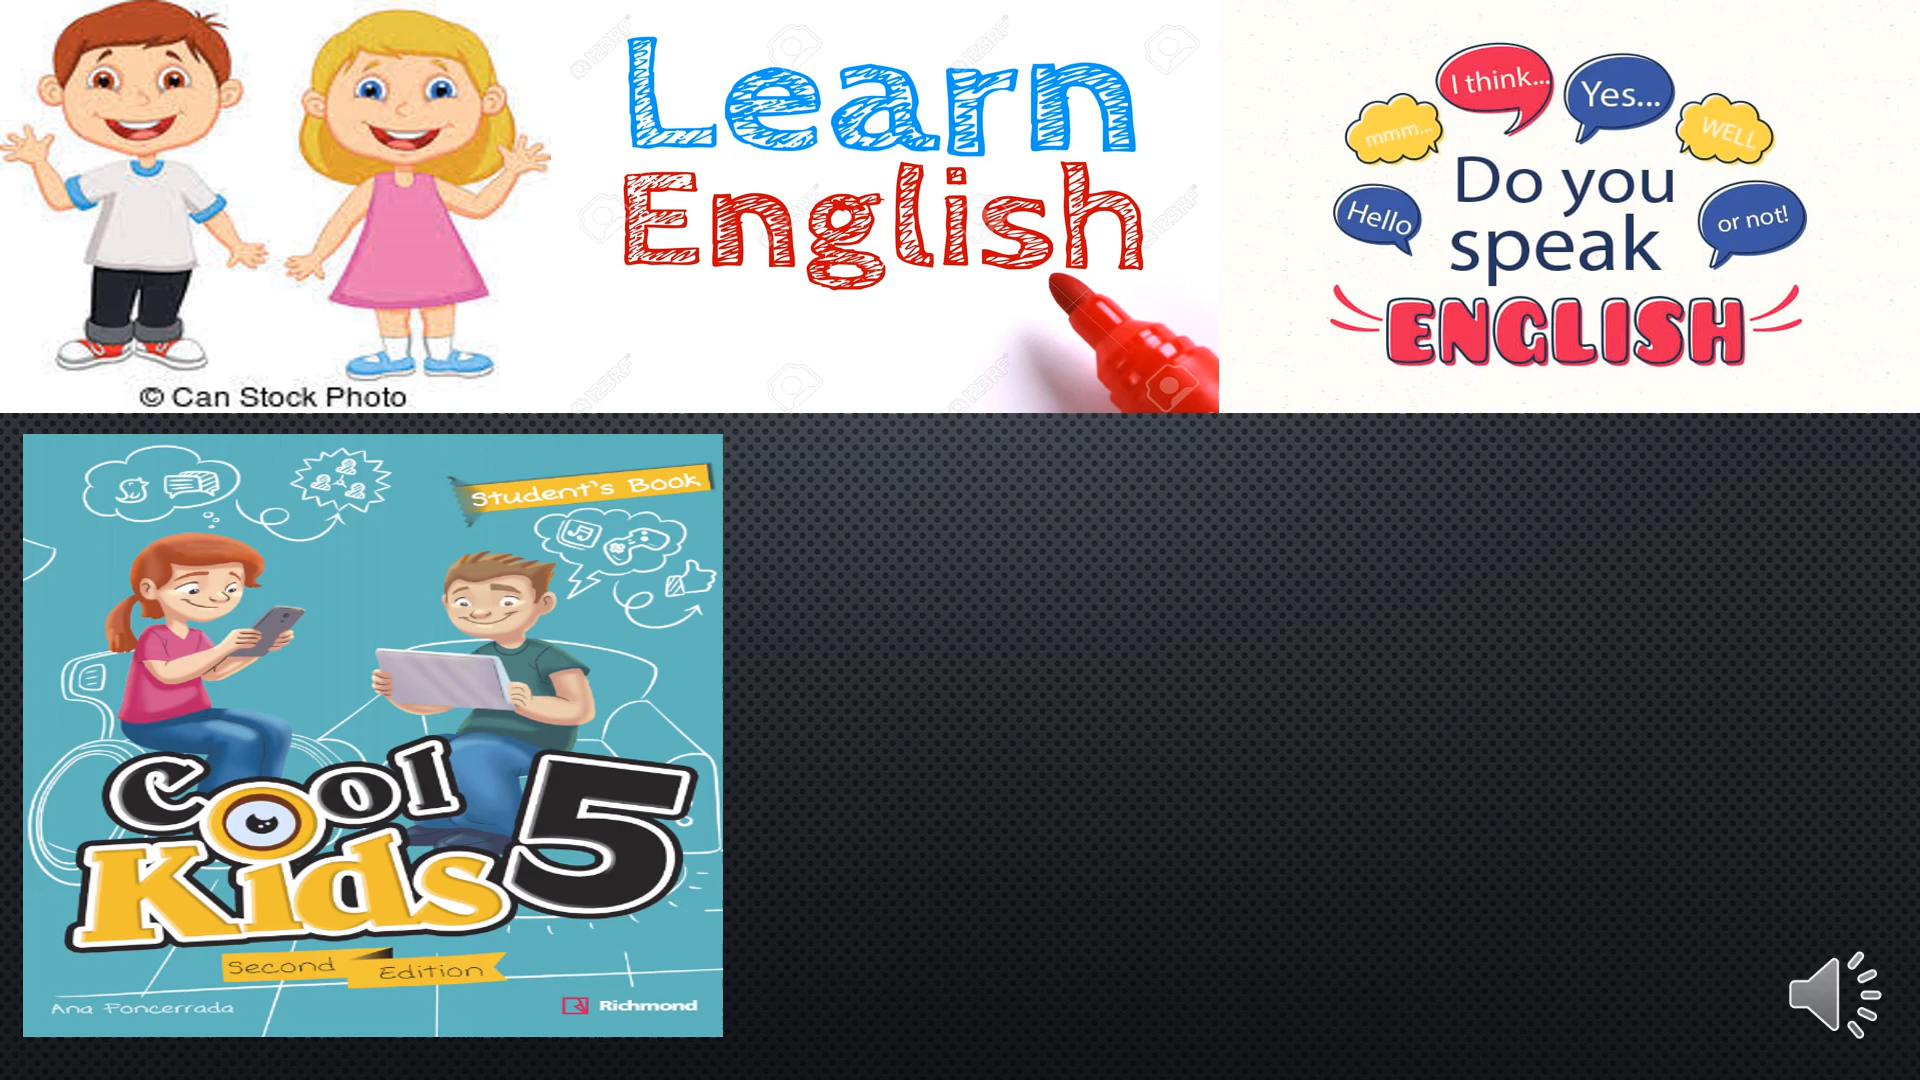 © Can Stock Photo
Learn
English
I think...
Yes...
mmm...
WELL
Hello
Do you
or not!
speak
ENGLISH
Student's Book
Cool
Kids 5
Second Edition
Ana Foncerrada
Richmond
123RF